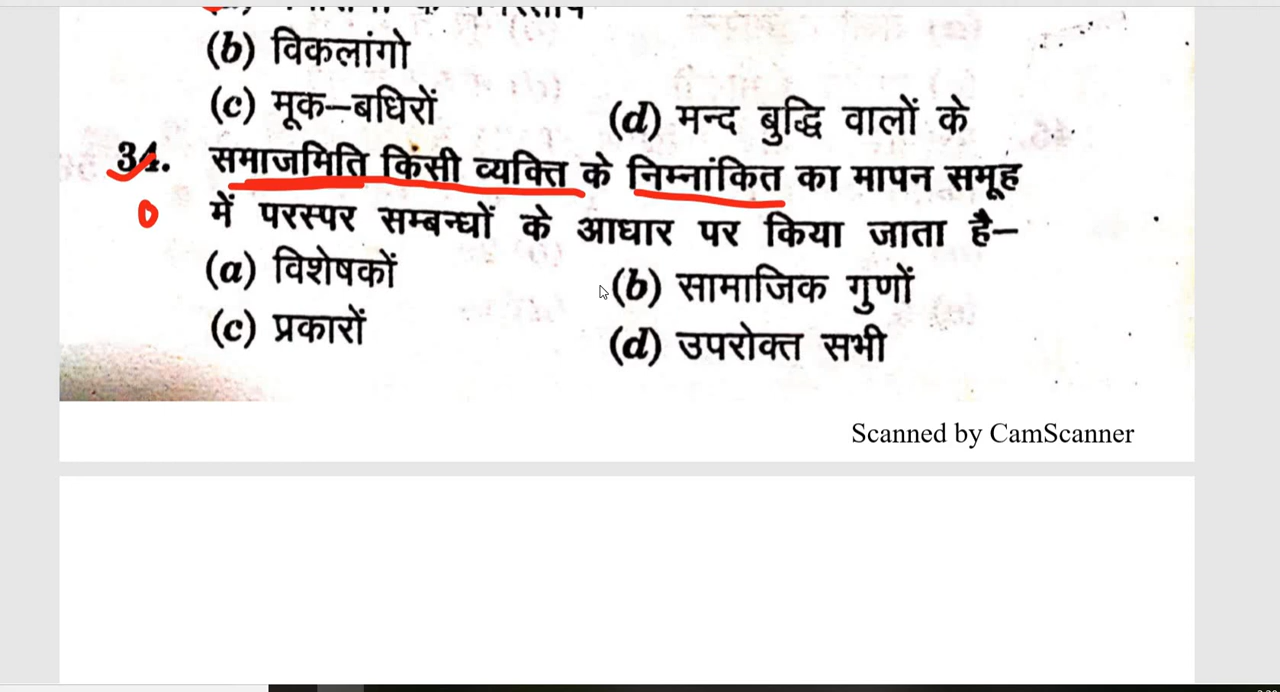 (b) विकलांगो
(c) मूक–बधिरों (d) मन्द बुद्धि वालों के
34. समाजमिति किसी व्यक्ति के निम्नांकित का मापन समूह
में परस्पर सम्बन्धों के आधार पर किया जाता है–
(a) विशेषकों (b) सामाजिक गुणों
(c) प्रकारों (d) उपरोक्त सभी
Scanned by CamScanner